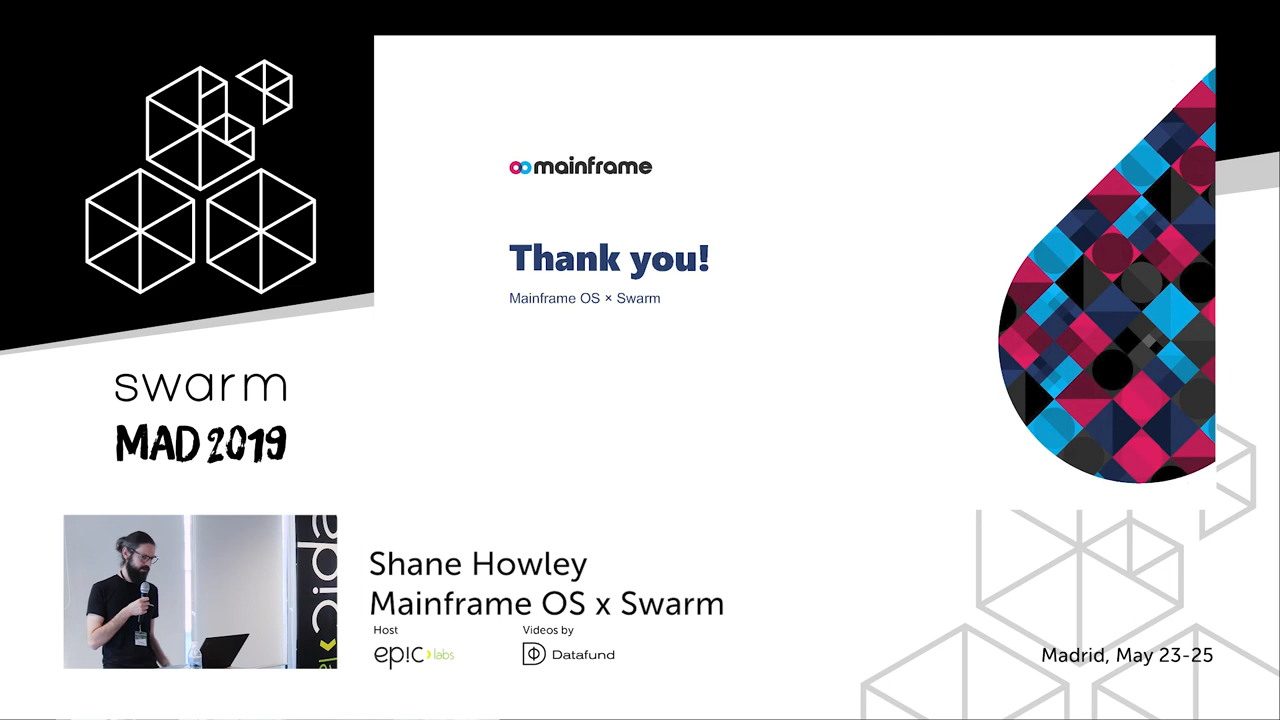 mainframe
Thank you!
Mainframe OS × Swarm
swarm
MAD 2019
Shane Howley
Mainframe OS x Swarm
Host
Videos by
ep!c labs
Datafund
Madrid, May 23-25